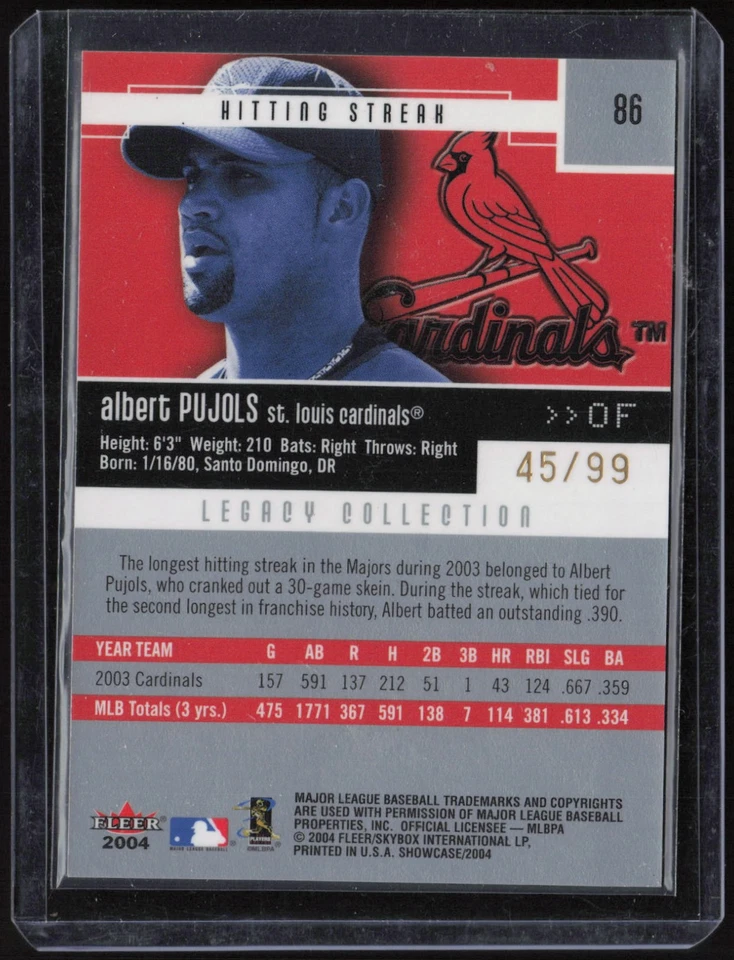 HITTING STREAK
86
Cardinals TM
albert PUJOLS st. louis cardinals®
>>OF
Height: 6'3" Weight: 210 Bats: Right Throws: Right
Born: 1/16/80, Santo Domingo, DR
45/99
LEGACY COLLECTION
The longest hitting streak in the Majors during 2003 belonged to Albert
Pujols, who cranked out a 30-game skein. During the streak, which tied for
the second longest in franchise history, Albert batted an outstanding .390.
YEAR TEAM G AB R H 2B 3B HR RBI SLG BA
2003 Cardinals 157 591 137 212 51 1 43 124 .667 .359
MLB Totals (3 yrs.) 475 1771 367 591 138 7 114 381 .613 .334
FLEER
2004
MAJOR LEAGUE BASEBALL
PLAYERS
MAJOR LEAGUE BASEBALL TRADEMARKS AND COPYRIGHTS
ARE USED WITH PERMISSION OF MAJOR LEAGUE BASEBALL
PROPERTIES, INC. OFFICIAL LICENSEE — MLBPA
© 2004 FLEER/SKYBOX INTERNATIONAL LP,
PRINTED IN U.S.A. SHOWCASE/2004